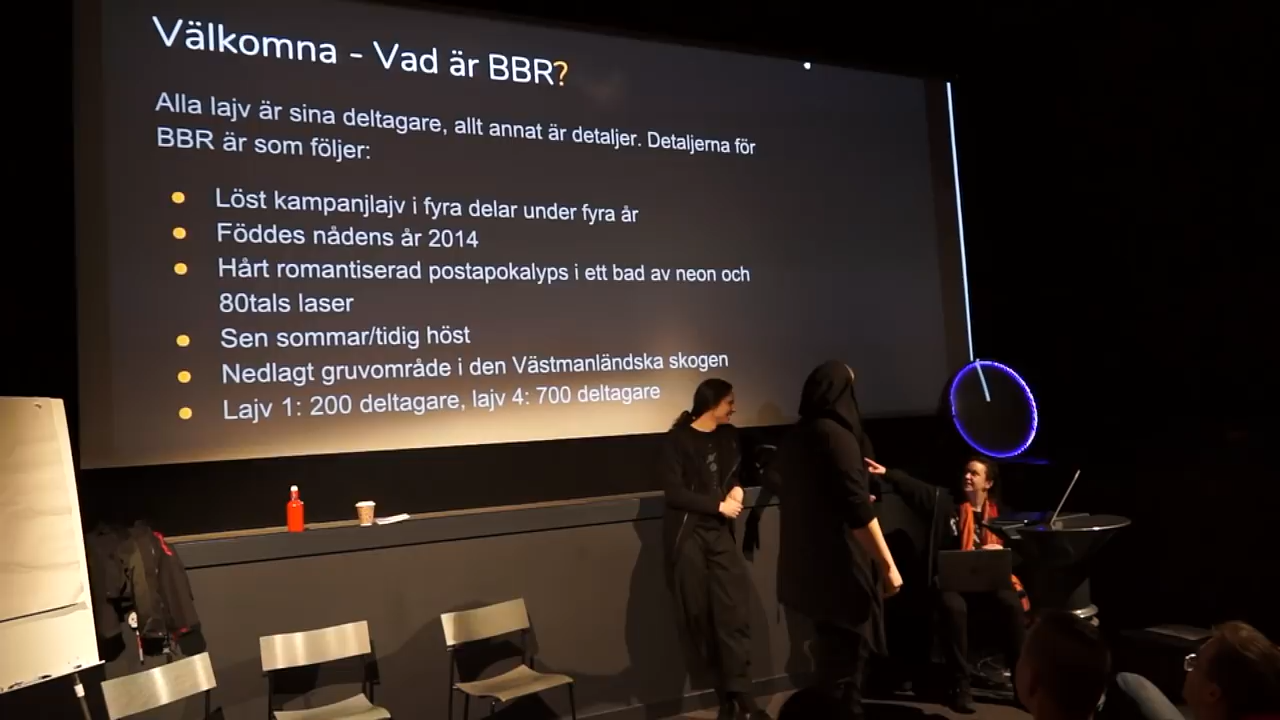 Välkomna - Vad är BBR?
Alla lajv är sina deltagare, allt annat är detaljer. Detaljerna för
BBR är som följer:
Löst kampanjlajv i fyra delar under fyra år
Föddes nådens år 2014
Hårt romantiserad postapokalyps i ett bad av neon och
80tals laser
Sen sommar/tidig höst
Nedlagt gruvområde i den Västmanländska skogen
Lajv 1: 200 deltagare, lajv 4: 700 deltagare